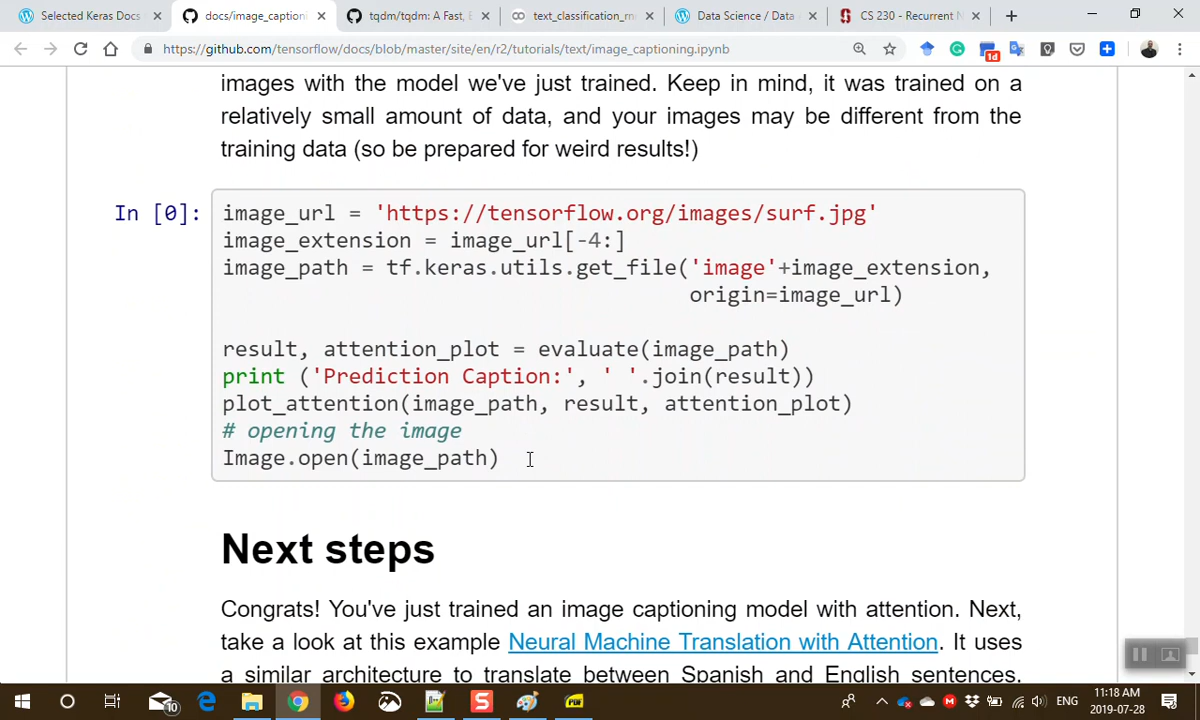 Selected Keras Docs
docs/image_caption
tqdm/tqdm: A Fast, E
text_classification_rn
Data Science / Data
CS 230 - Recurrent N
https://github.com/tensorflow/docs/blob/master/site/en/r2/tutorials/text/image_captioning.ipynb
1d
images with the model we've just trained. Keep in mind, it was trained on a
relatively small amount of data, and your images may be different from the
training data (so be prepared for weird results!)
In [0]:
image_url = 'https://tensorflow.org/images/surf.jpg'
image_extension = image_url[-4:]
image_path = tf.keras.utils.get_file('image'+image_extension,
origin=image_url)
result, attention_plot = evaluate(image_path)
print ('Prediction Caption:', ' '.join(result))
plot_attention(image_path, result, attention_plot)
# opening the image
Image.open(image_path)
Next steps
Congrats! You've just trained an image captioning model with attention. Next,
take a look at this example Neural Machine Translation with Attention. It uses
a similar architecture to translate between Spanish and English sentences.
10
ENG
11:18 AM
2019-07-28